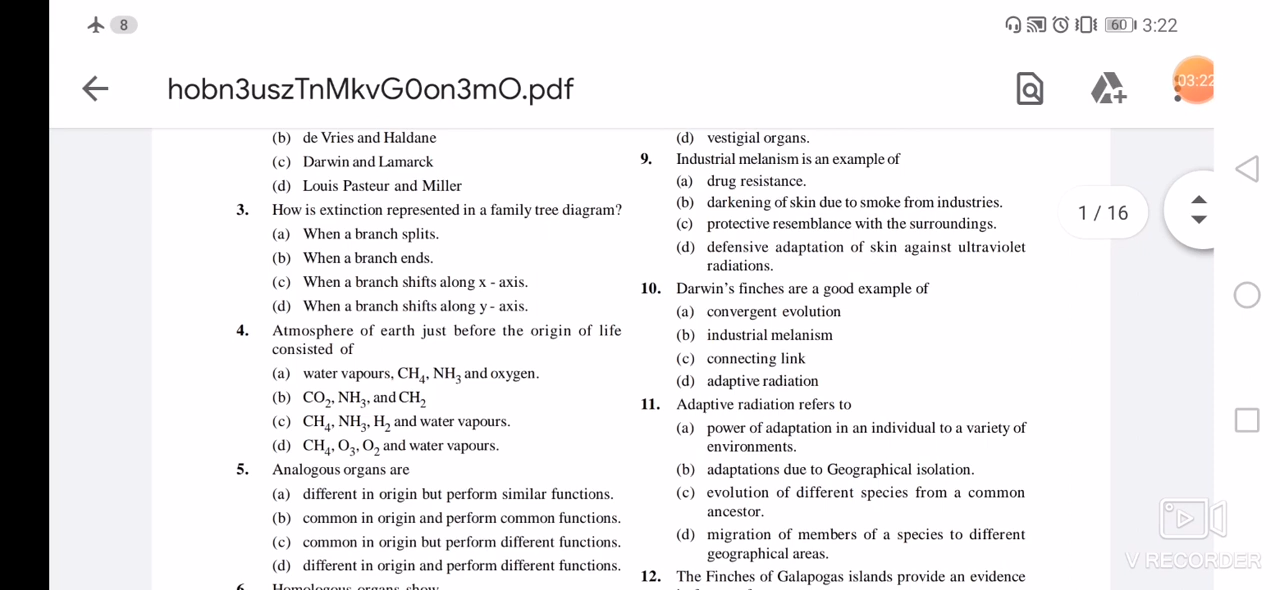 8
60 3:22
hobn3uszTnMkvG0on3mO.pdf
03:22
(b) de Vries and Haldane
(c) Darwin and Lamarck
(d) Louis Pasteur and Miller
3. How is extinction represented in a family tree diagram?
(a) When a branch splits.
(b) When a branch ends.
(c) When a branch shifts along x - axis.
(d) When a branch shifts along y - axis.
4. Atmosphere of earth just before the origin of life
consisted of
(a) water vapours, CH₄, NH₃ and oxygen.
(b) CO₂, NH₃, and CH₂
(c) CH₄, NH₃, H₂ and water vapours.
(d) CH₄, O₃, O₂ and water vapours.
5. Analogous organs are
(a) different in origin but perform similar functions.
(b) common in origin and perform common functions.
(c) common in origin but perform different functions.
(d) different in origin and perform different functions.
6. Homologous organs show
(d) vestigial organs.
9. Industrial melanism is an example of
(a) drug resistance.
(b) darkening of skin due to smoke from industries.
(c) protective resemblance with the surroundings.
(d) defensive adaptation of skin against ultraviolet
radiations.
10. Darwin's finches are a good example of
(a) convergent evolution
(b) industrial melanism
(c) connecting link
(d) adaptive radiation
11. Adaptive radiation refers to
(a) power of adaptation in an individual to a variety of
environments.
(b) adaptations due to Geographical isolation.
(c) evolution of different species from a common
ancestor.
(d) migration of members of a species to different
geographical areas.
12. The Finches of Galapogas islands provide an evidence
1 / 16
V RECORDER